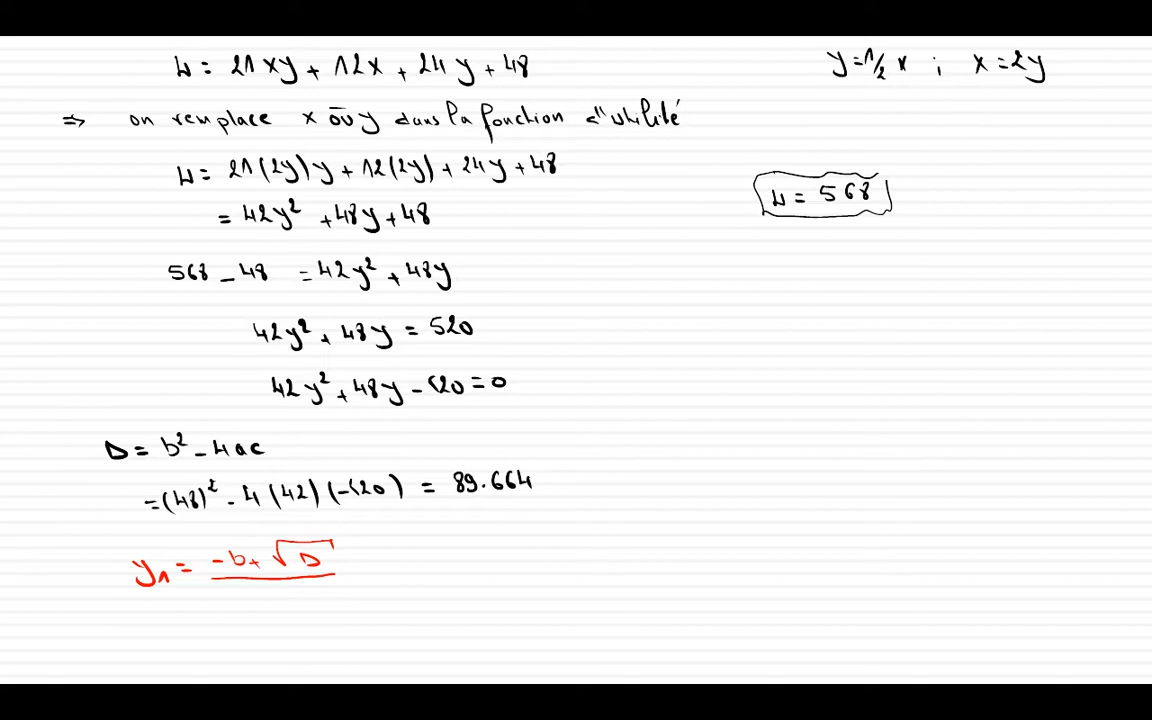 u = 21xy + 12x + 24y + 48
y = 1/2 x ; x = 2y
⇒ on remplace x où y dans la fonction d'utilité
u = 21(2y)y + 12(2y) + 24y + 48
u = 568
= 42y² + 48y + 48
568 - 48 = 42y² + 48y
42y² + 48y = 520
42y² + 48y - 520 = 0
Δ = b² - 4ac
= (48)² - 4(42)(-520) = 89.664
y₁ = -b + √Δ